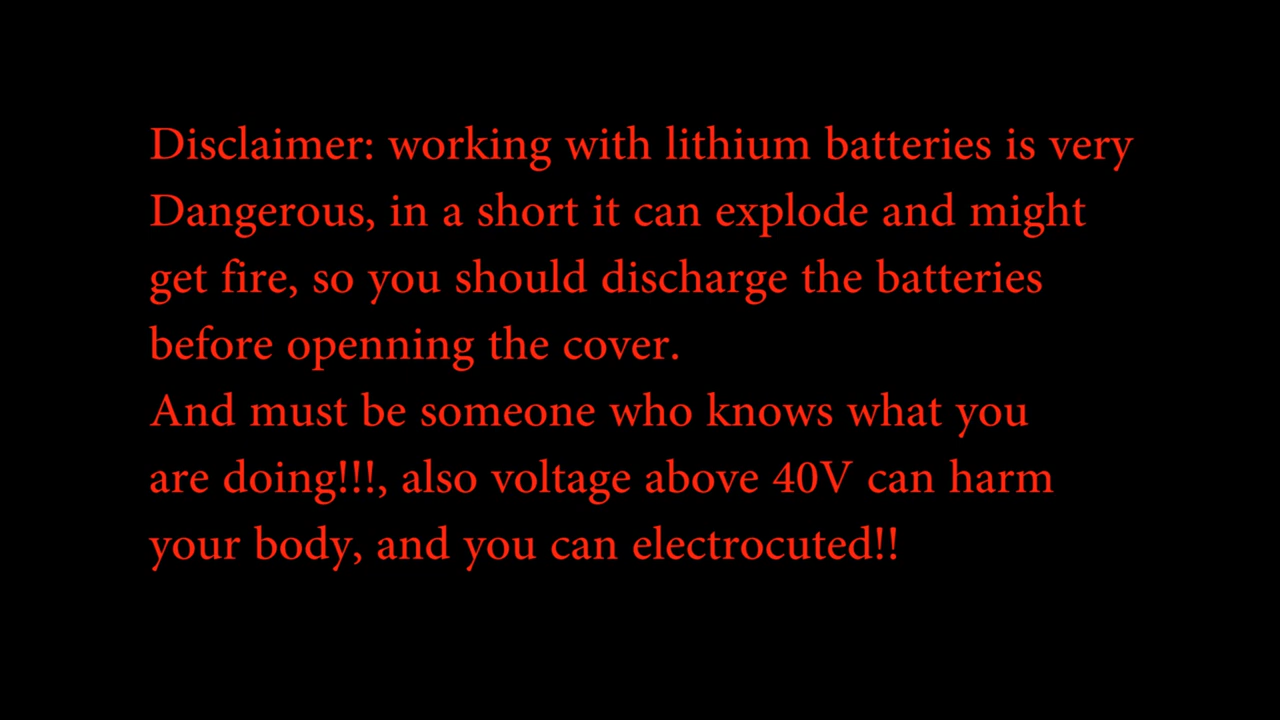 Disclaimer: working with lithium batteries is very
Dangerous, in a short it can explode and might
get fire, so you should discharge the batteries
before openning the cover.
And must be someone who knows what you
are doing!!!, also voltage above 40V can harm
your body, and you can electrocuted!!